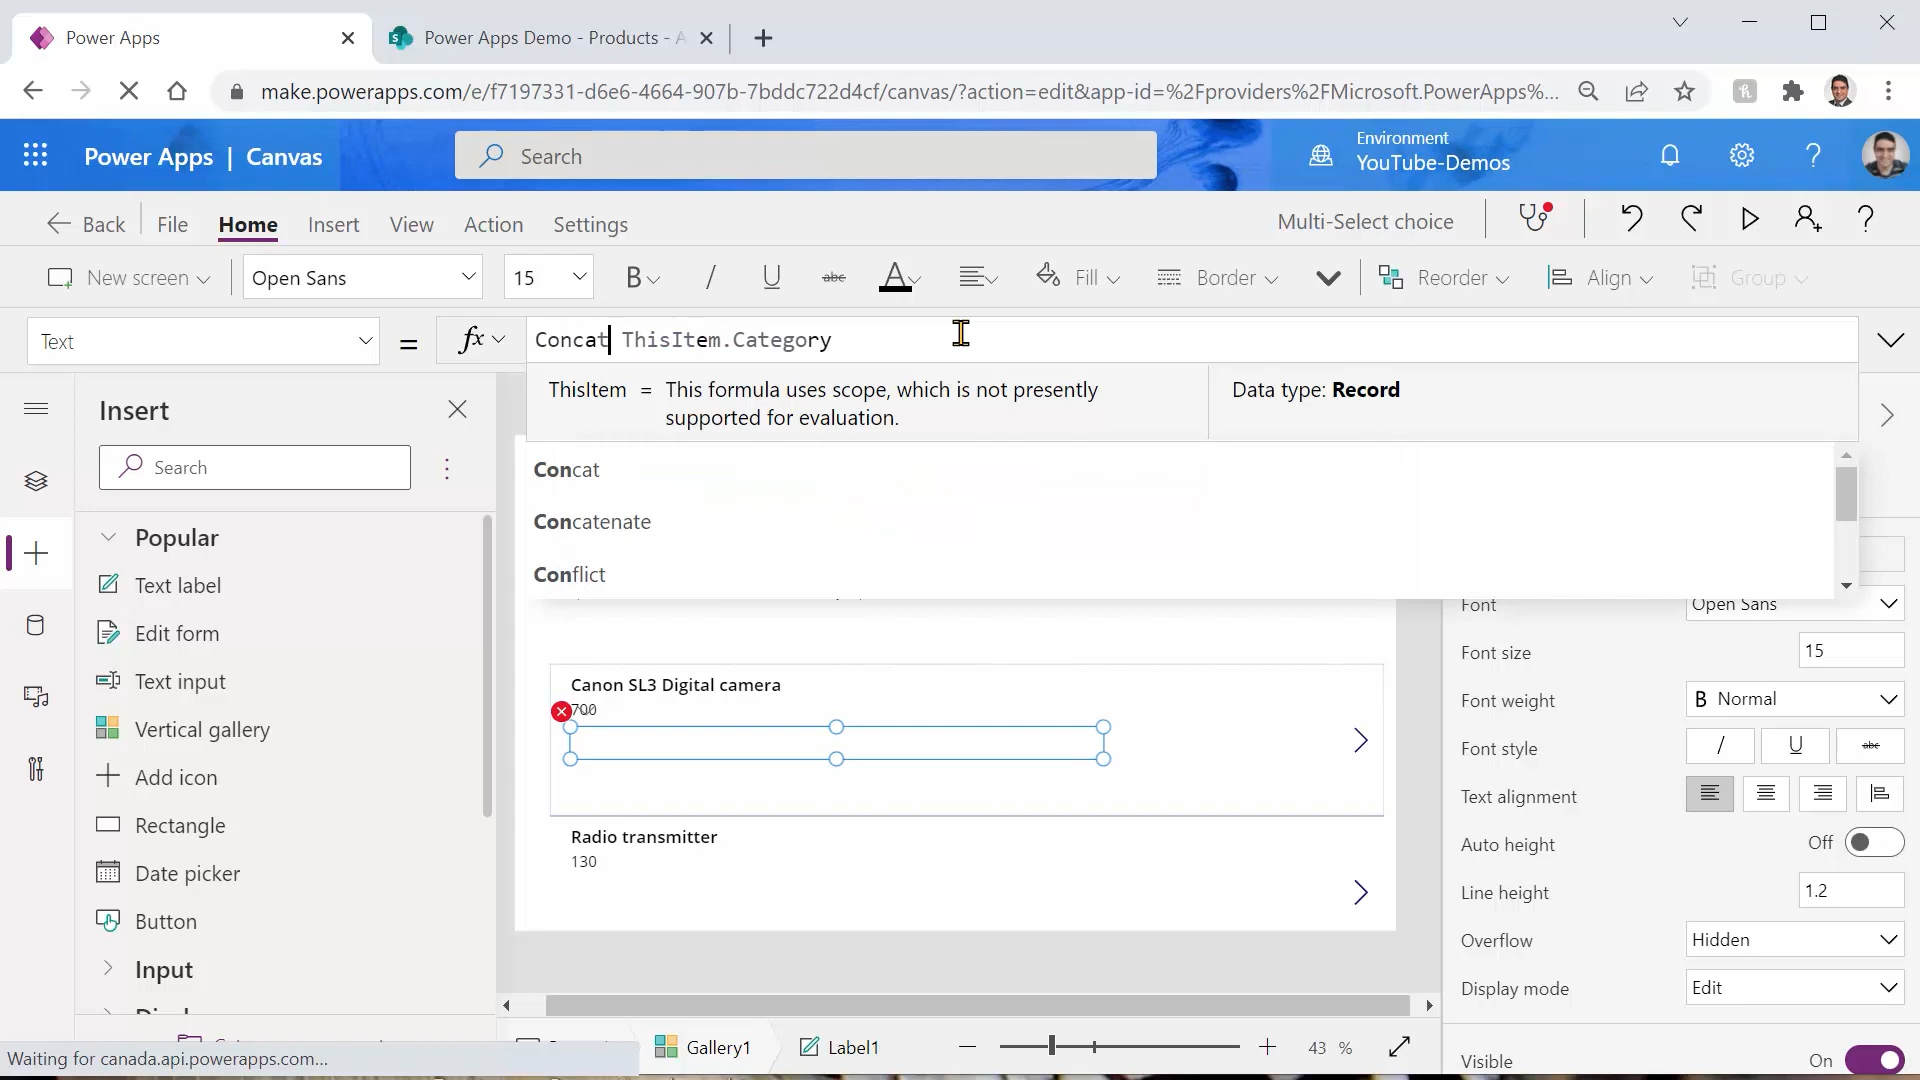 Power Apps
Power Apps Demo - Products - A
make.powerapps.com/e/f7197331-d6e6-4664-907b-7bddc722d4cf/canvas/?action=edit&app-id=%2Fproviders%2FMicrosoft.PowerApps%...
Power Apps | Canvas
Search
Environment
YouTube-Demos
Back
File
Home
Insert
View
Action
Settings
Multi-Select choice
New screen
Open Sans
15
B
/
U
abc
A
Fill
Border
Reorder
Align
Group
Text
=
fx
Concat ThisItem.Category
ThisItem = This formula uses scope, which is not presently
supported for evaluation.
Data type: Record
Concat
Concatenate
Conflict
Insert
Search
Popular
Text label
Edit form
Text input
Vertical gallery
Add icon
Rectangle
Date picker
Button
Input
Canon SL3 Digital camera
700
Radio transmitter
130
Font
Open Sans
Font size
15
Font weight
B Normal
Font style
/
U
abc
Text alignment
Auto height
Off
Line height
1.2
Overflow
Hidden
Display mode
Edit
Visible
On
Gallery1
Label1
43 %
Waiting for canada.api.powerapps.com...